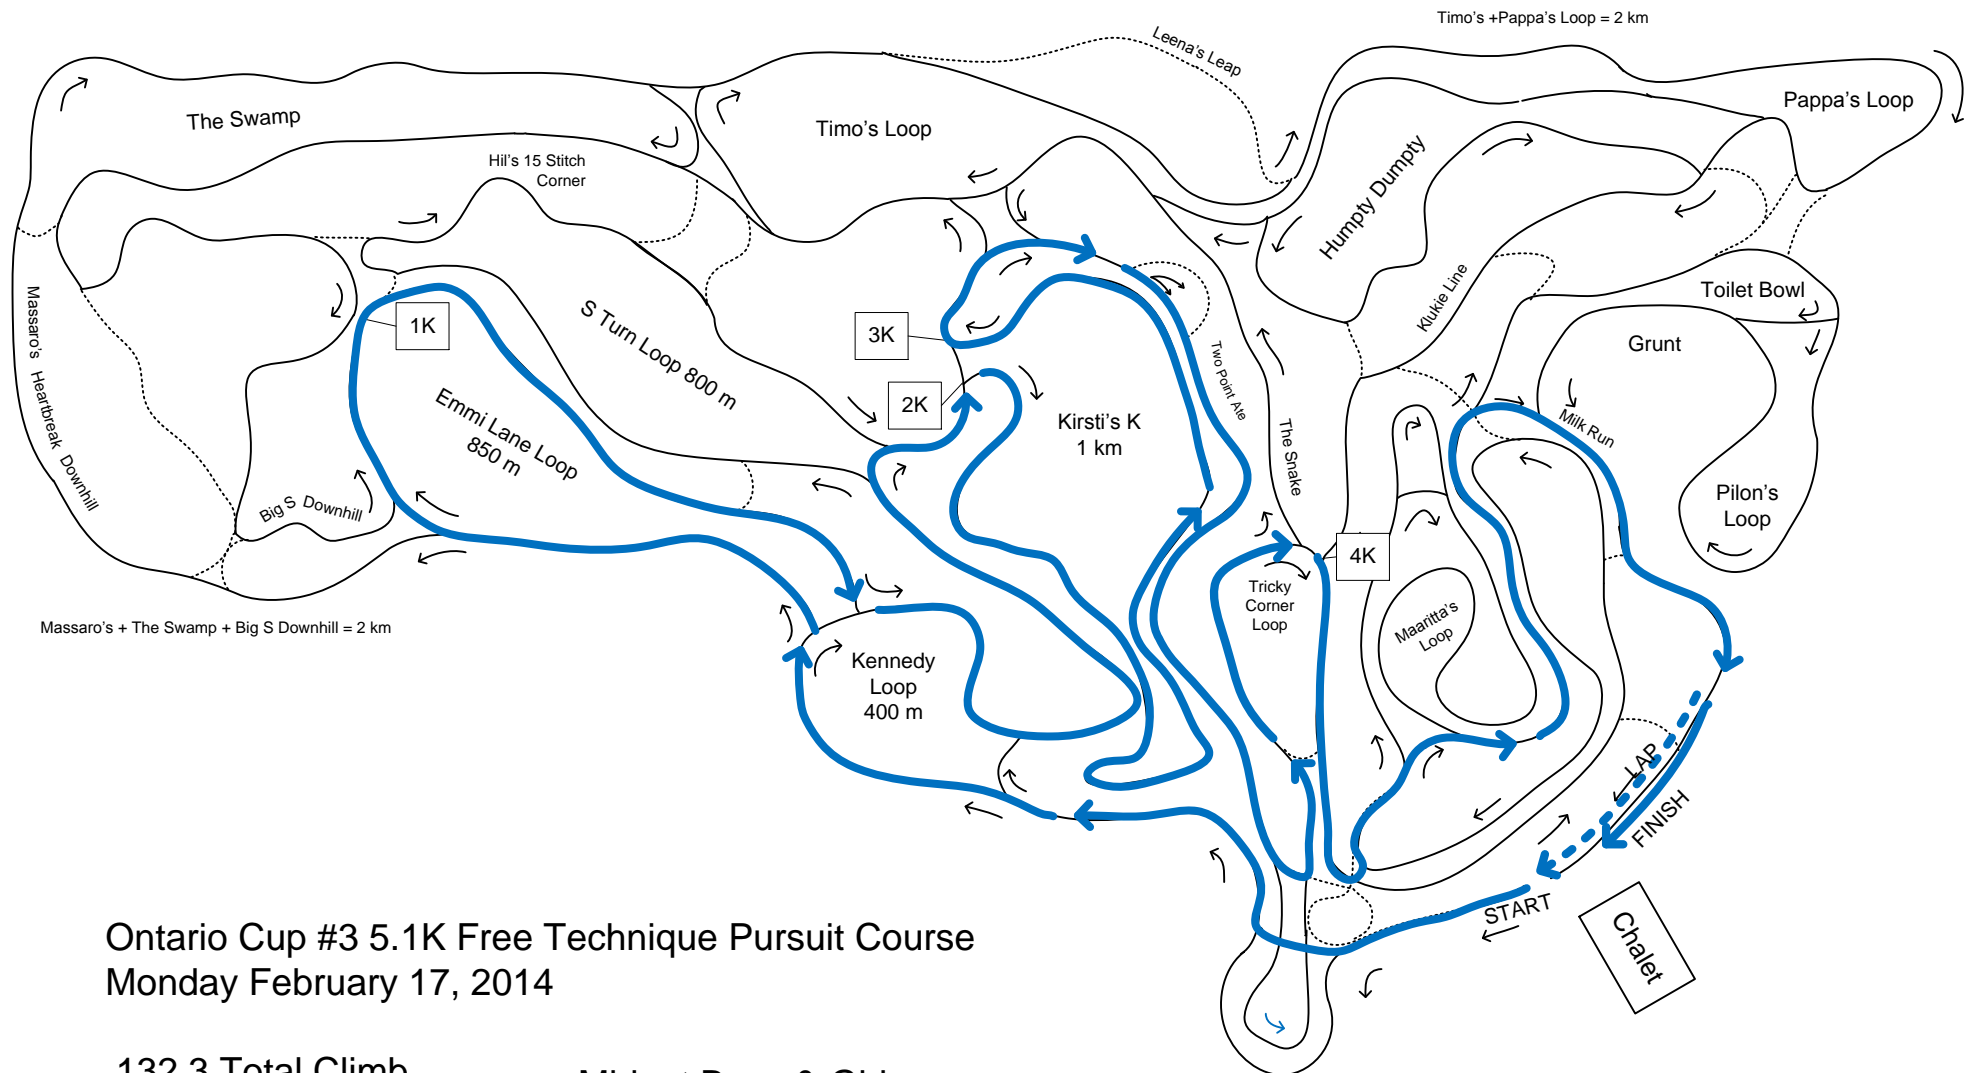 Timo's +Pappa's Loop = 2 km
Leena's Leap
The Swamp
Timo's Loop
Pappa's Loop
Hil's 15 Stitch
Corner
Humpty Dumpty
Massaro's Heartbreak Downhill
1K
S Turn Loop 800 m
3K
2K
Two Point Ate
Klukie Line
Toilet Bowl
Grunt
Emmi Lane Loop
850 m
Kirsti's K
1 km
The Snake
Milk Run
Big S Downhill
Pilon's
Loop
4K
Tricky
Corner
Loop
Maaritta's
Loop
Massaro's + The Swamp + Big S Downhill = 2 km
Kennedy
Loop
400 m
LAP
FINISH
START
Chalet
Ontario Cup #3 5.1K Free Technique Pursuit Course
Monday February 17, 2014
132.3 Total Climb